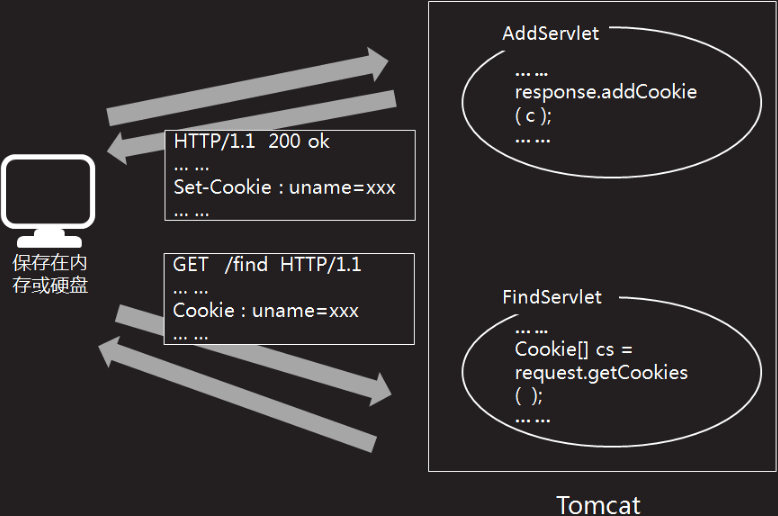 AddServlet
... ...
response.addCookie
( c );
... ...
HTTP/1.1 200 ok
... ...
Set-Cookie : uname=xxx
... ...
保存在内
存或硬盘
GET /find HTTP/1.1
... ...
Cookie : uname=xxx
... ...
FindServlet
... ...
Cookie[] cs =
request.getCookies
( );
... ...
Tomcat